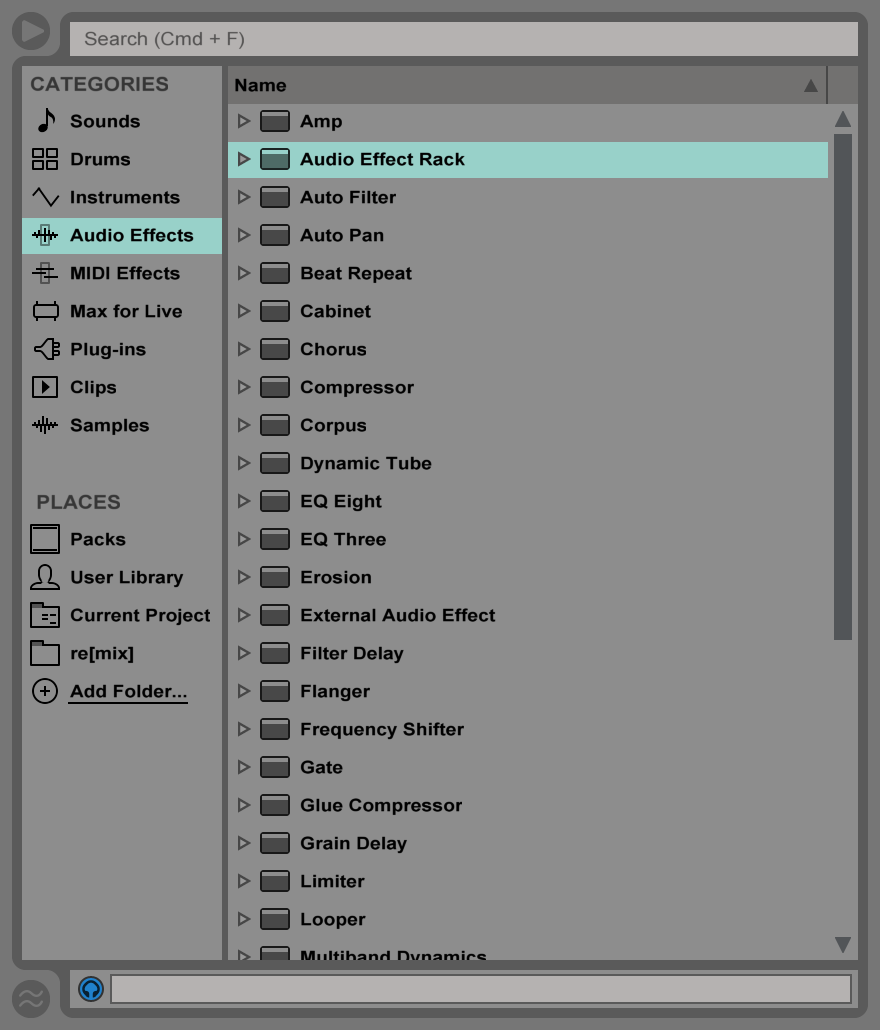 Search (Cmd + F)
CATEGORIES
Sounds
Drums
Instruments
Audio Effects
MIDI Effects
Max for Live
Plug-ins
Clips
Samples
PLACES
Packs
User Library
Current Project
re[mix]
Add Folder...
Name
Amp
Audio Effect Rack
Auto Filter
Auto Pan
Beat Repeat
Cabinet
Chorus
Compressor
Corpus
Dynamic Tube
EQ Eight
EQ Three
Erosion
External Audio Effect
Filter Delay
Flanger
Frequency Shifter
Gate
Glue Compressor
Grain Delay
Limiter
Looper
Multiband Dynamics